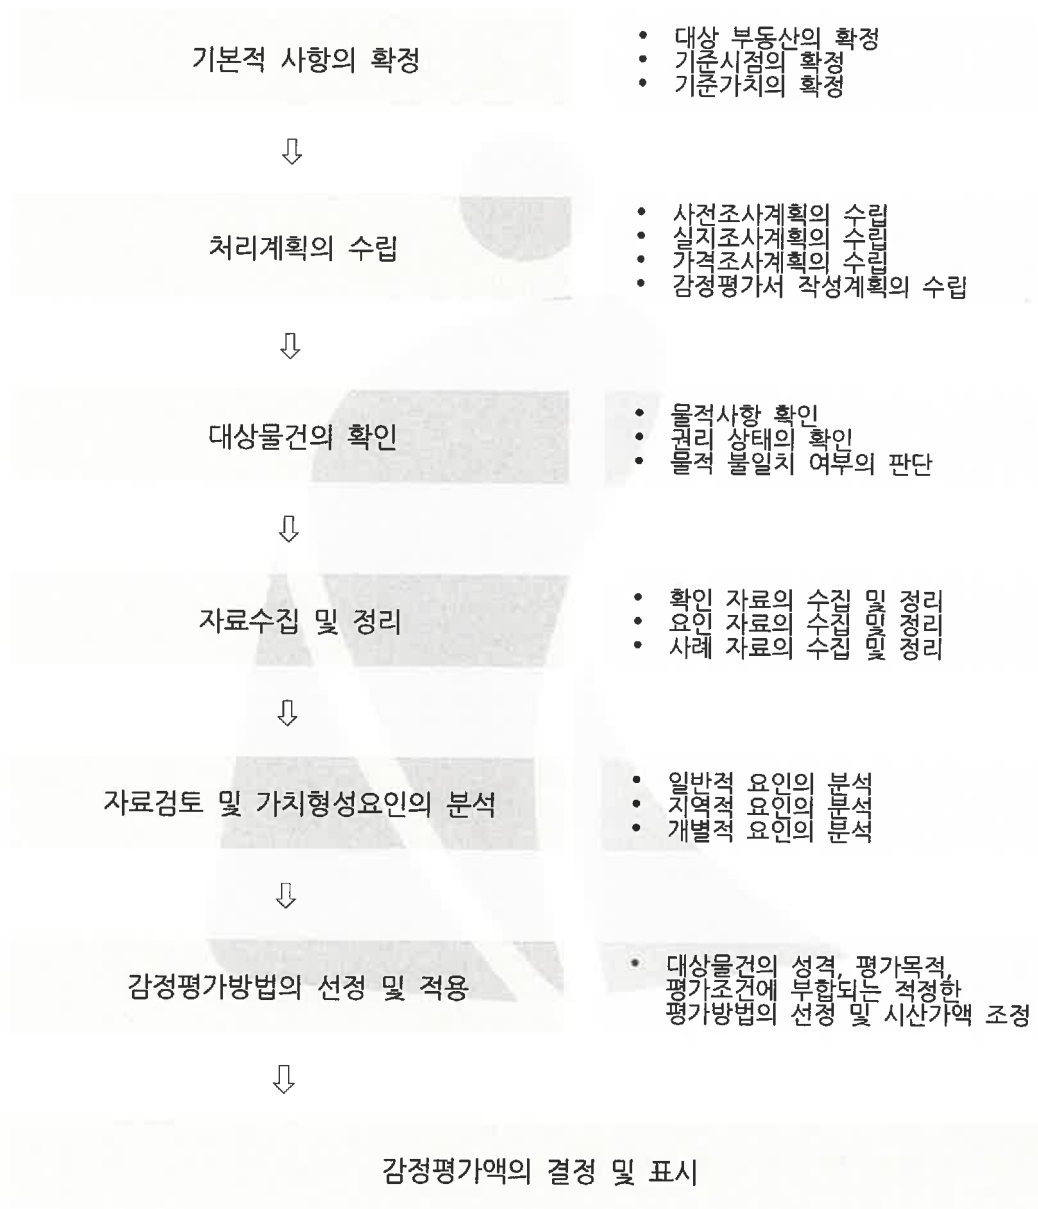 기본적 사항의 확정
• 대상 부동산의 확정
• 기준시점의 확정
• 기준가치의 확정
처리계획의 수립
• 사전조사계획의 수립
• 실지조사계획의 수립
• 가격조사계획의 수립
• 감정평가서 작성계획의 수립
대상물건의 확인
• 물적사항 확인
• 권리 상태의 확인
• 물적 불일치 여부의 판단
자료수집 및 정리
• 확인 자료의 수집 및 정리
• 요인 자료의 수집 및 정리
• 사례 자료의 수집 및 정리
자료검토 및 가치형성요인의 분석
• 일반적 요인의 분석
• 지역적 요인의 분석
• 개별적 요인의 분석
감정평가방법의 선정 및 적용
• 대상물건의 성격, 평가목적,
평가조건에 부합되는 적정한
평가방법의 선정 및 시산가액 조정
감정평가액의 결정 및 표시